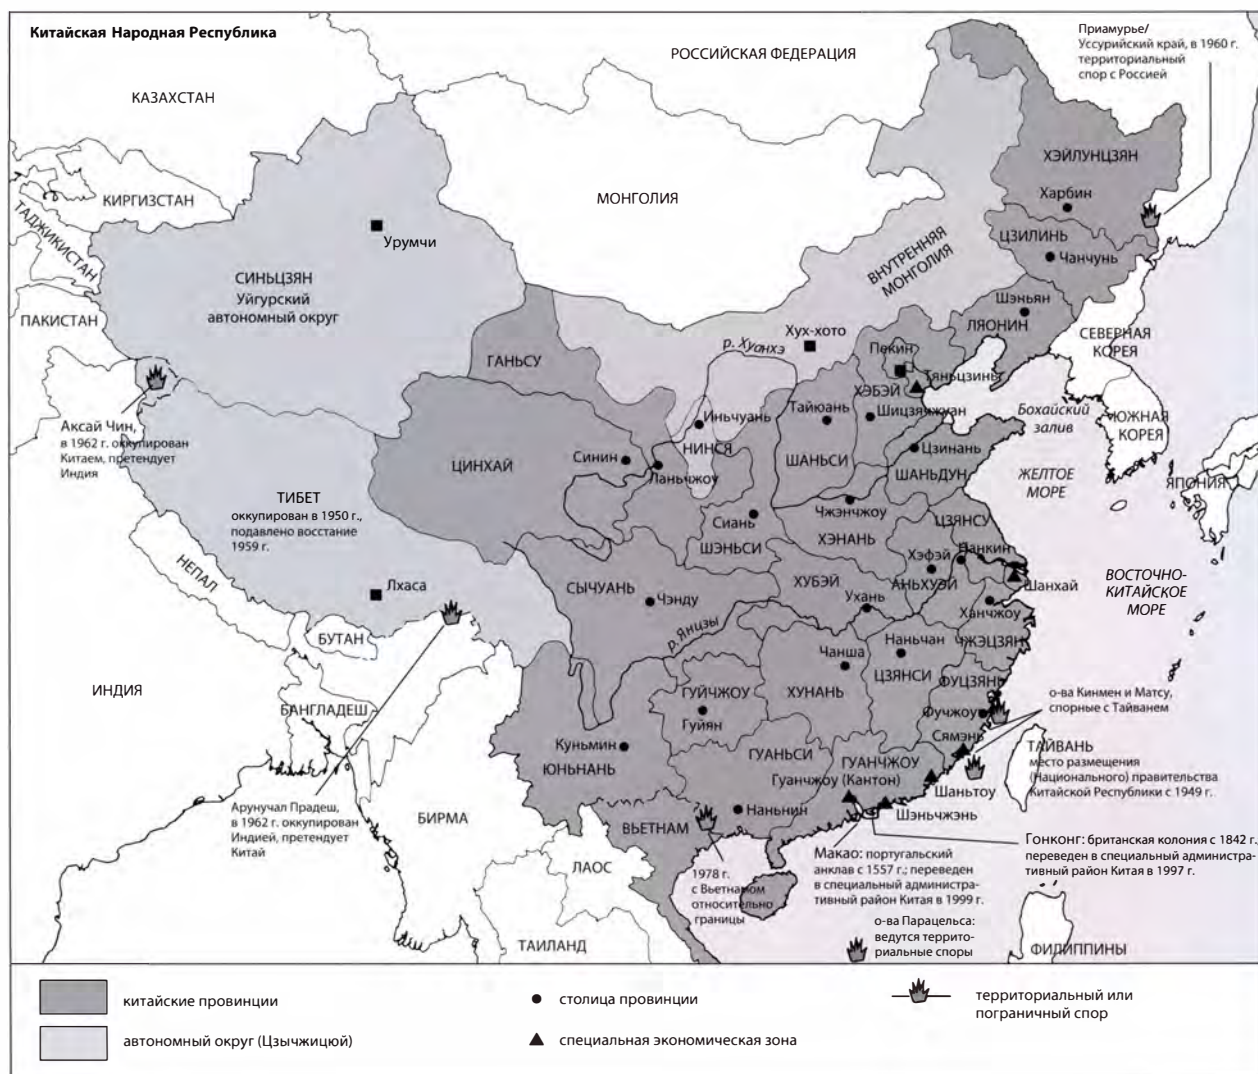 Китайская Народная Республика
РОССИЙСКАЯ ФЕДЕРАЦИЯ
Приамурье/
Уссурийский край, в 1960 г.
территориальный
спор с Россией
КАЗАХСТАН
ХЭЙЛУНЦЗЯН
КИРГИЗСТАН
МОНГОЛИЯ
Харбин
ТАДЖИКИСТАН
Урумчи
ЦЗИЛИНЬ
Чанчунь
ВНУТРЕННЯЯ
МОНГОЛИЯ
СИНЬЦЗЯН
Уйгурский
автономный округ
Шэньян
ПАКИСТАН
ЛЯОНИН
СЕВЕРНАЯ
КОРЕЯ
Хух-хото
р. Хуанхэ
Пекин
ГАНЬСУ
Тяньцзинь
ХЭБЭЙ
Аксай Чин,
в 1962 г. оккупирован
Китаем, претендует
Индия
Иньчуань
Тайюань
Шицзячжуан
Бохайский
залив
ЮЖНАЯ
КОРЕЯ
НИНСЯ
Цзинань
ЦИНХАЙ
Синин
Ланьчжоу
ШАНЬСИ
ШАНЬДУН
ЖЕЛТОЕ
МОРЕ
ЯПОНИЯ
ТИБЕТ
оккупирован в 1950 г.,
подавлено восстание
1959 г.
Чжэнчжоу
Сиань
ЦЗЯНСУ
ШЭНЬСИ
ХЭНАНЬ
Хэфэй
Нанкин
НЕПАЛ
СЫЧУАНЬ
ХУБЭЙ
АНЬХУЭЙ
Шанхай
ВОСТОЧНО-
КИТАЙСКОЕ
МОРЕ
Лхаса
Чэнду
Ухань
Ханчжоу
БУТАН
р. Янцзы
Наньчан
ЧЖЭЦЗЯН
Чанша
ЦЗЯНСИ
ИНДИЯ
ГУЙЧЖОУ
ХУНАНЬ
ФУЦЗЯНЬ
о-ва Кинмен и Матсу,
спорные с Тайванем
БАНГЛАДЕШ
Гуйян
Фучжоу
Куньмин
Сямэнь
ЮНЬНАНЬ
ГУАНЬСИ
ГУАНЧЖОУ
Гуанчжоу (Кантон)
ТАЙВАНЬ
место размещения
(Национального) правительства
Китайской Республики с 1949 г.
Шаньтоу
Арунучал Прадеш,
в 1962 г. оккупирован
Индией, претендует
Китай
БИРМА
Наньнин
Шэньчжэнь
ВЬЕТНАМ
Гонконг: британская колония с 1842 г.,
переведен в специальный администра-
тивный район Китая в 1997 г.
Макао: португальский
анклав с 1557 г.; переведен
в специальный администра-
тивный район Китая в 1999 г.
ЛАОС
1978 г.
с Вьетнамом
относительно
границы
о-ва Парацельса:
ведутся террито-
риальные споры
ТАИЛАНД
ФИЛИППИНЫ
китайские провинции
столица провинции
территориальный или
пограничный спор
автономный округ (Цзычжицюй)
специальная экономическая зона